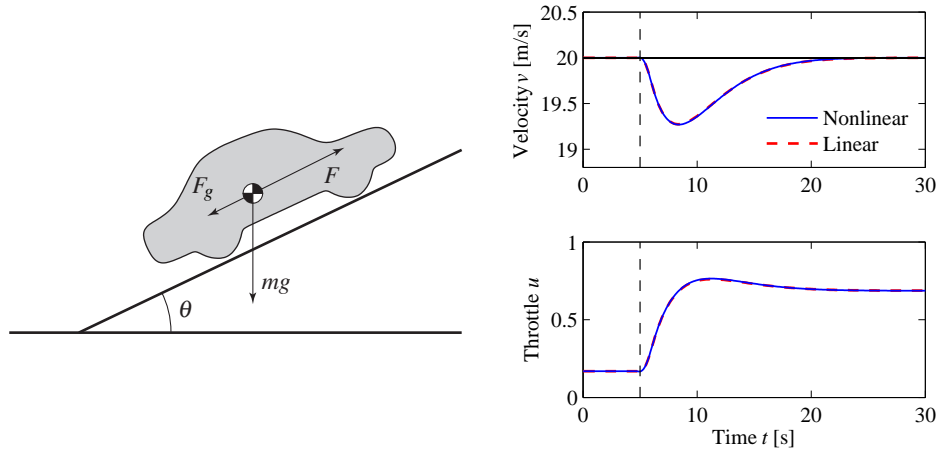 F_g
F
mg
θ
20.5
20
19.5
19
0 10 20 30
Velocity v [m/s]
Nonlinear
Linear
1
0.5
0
0 10 20 30
Throttle u
Time t [s]